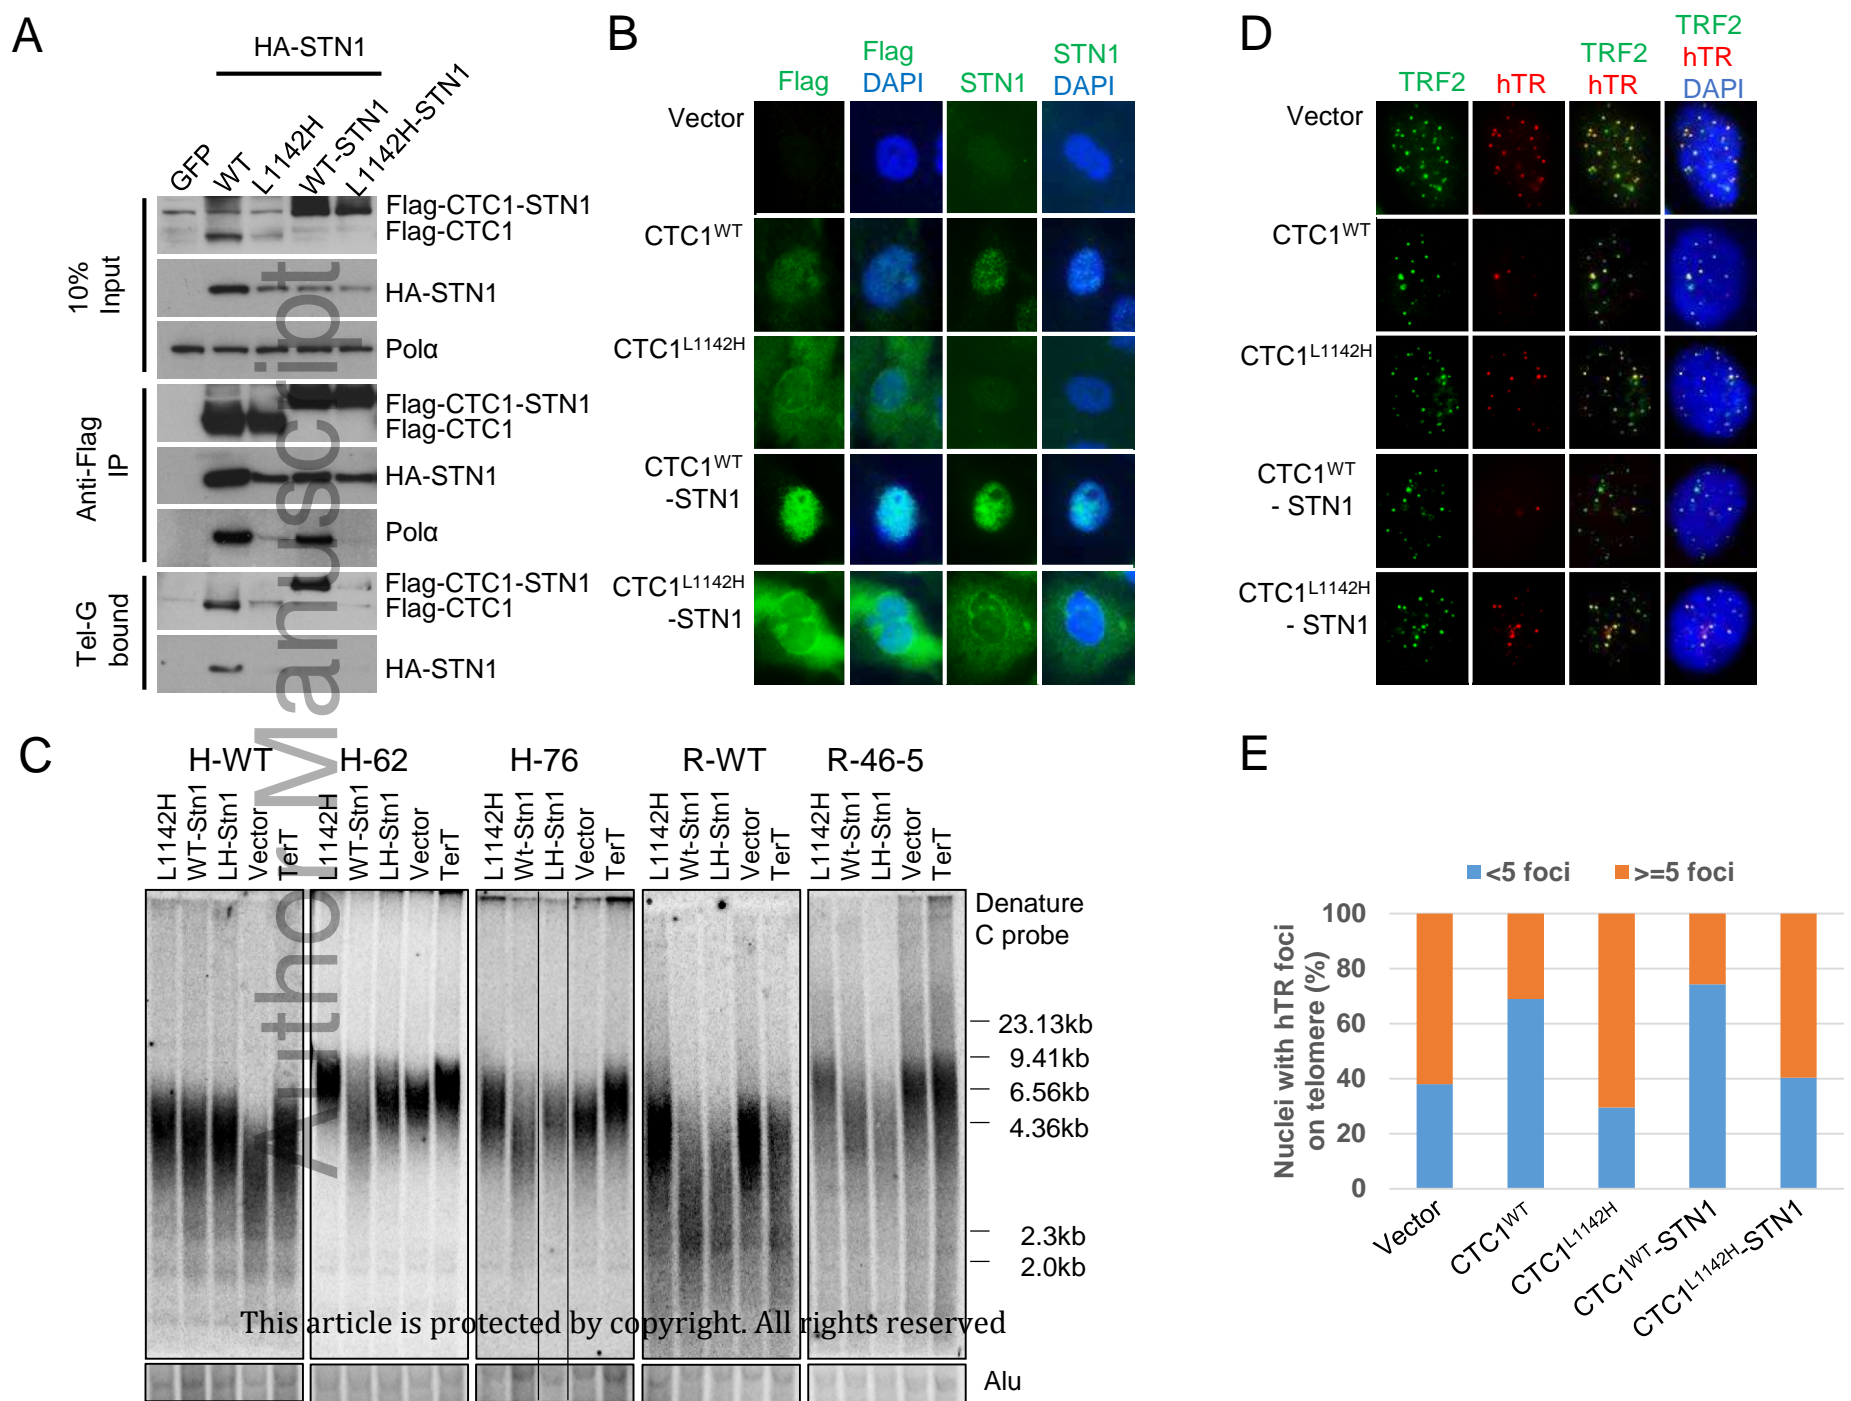 A
HA-STN1
GFP
WT
L1142H
WT-STN1
L1142H-STN1
10%
Input
Flag-CTC1-STN1
Flag-CTC1
HA-STN1
Polα
Anti-Flag
IP
Flag-CTC1-STN1
Flag-CTC1
HA-STN1
Polα
Tel-G
bound
Flag-CTC1-STN1
Flag-CTC1
HA-STN1
B
Flag
Flag
DAPI
STN1
STN1
DAPI
Vector
CTC1WT
CTC1L1142H
CTC1WT
-STN1
CTC1L1142H
-STN1
D
TRF2
hTR
TRF2
hTR
TRF2
hTR
DAPI
Vector
CTC1WT
CTC1L1142H
CTC1WT
- STN1
CTC1L1142H
- STN1
C
H-WT
L1142H
WT-Stn1
LH-Stn1
Vector
TerT
H-62
L1142H
WT-Stn1
LH-Stn1
Vector
TerT
H-76
L1142H
Wt-Stn1
LH-Stn1
Vector
TerT
R-WT
L1142H
Wt-Stn1
LH-Stn1
Vector
TerT
R-46-5
L1142H
Wt-Stn1
LH-Stn1
Vector
TerT
Denature
C probe
23.13kb
9.41kb
6.56kb
4.36kb
2.3kb
2.0kb
Alu
E
<5 foci
>=5 foci
Nuclei with hTR foci
on telomere (%)
100
80
60
40
20
0
Vector
CTC1WT
CTC1L1142H
CTC1WT-STN1
CTC1L1142H-STN1
Author Manuscript
This article is protected by copyright. All rights reserved